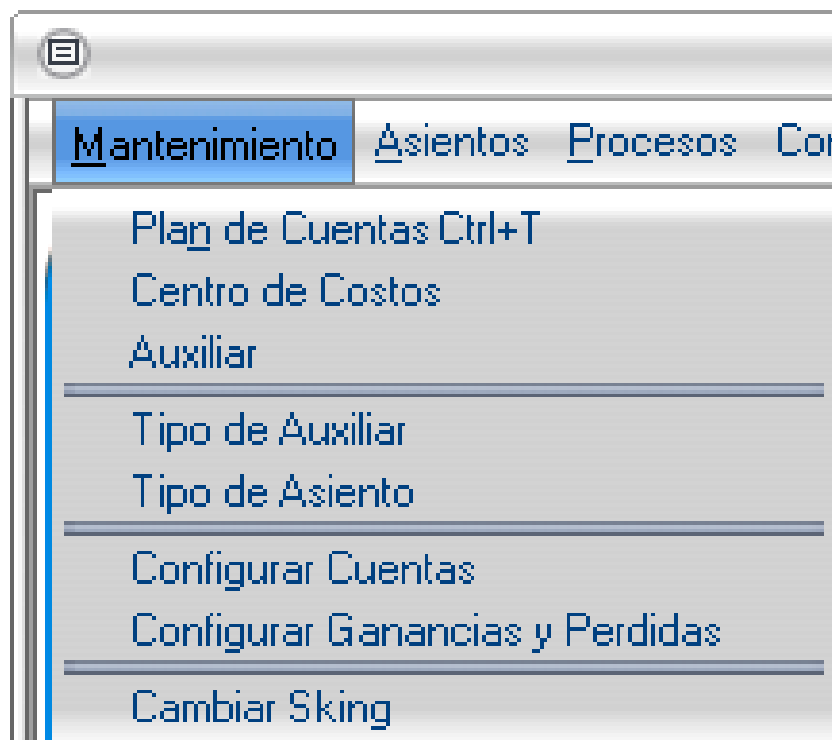 Mantenimiento Asientos Procesos Con
Plan de Cuentas Ctrl+T
Centro de Costos
Auxiliar
Tipo de Auxiliar
Tipo de Asiento
Configurar Cuentas
Configurar Ganancias y Perdidas
Cambiar Sking